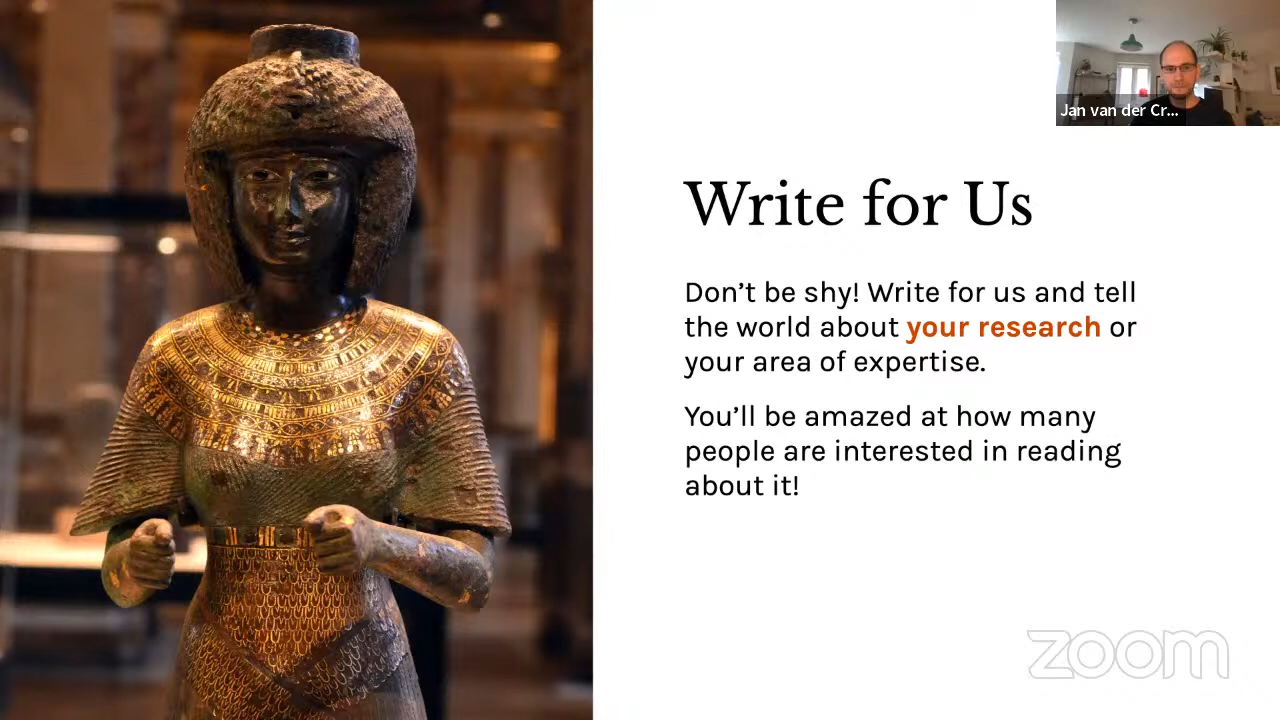 Jan van der Cr...
Write for Us
Don’t be shy! Write for us and tell
the world about your research or
your area of expertise.
You’ll be amazed at how many
people are interested in reading
about it!
zoom